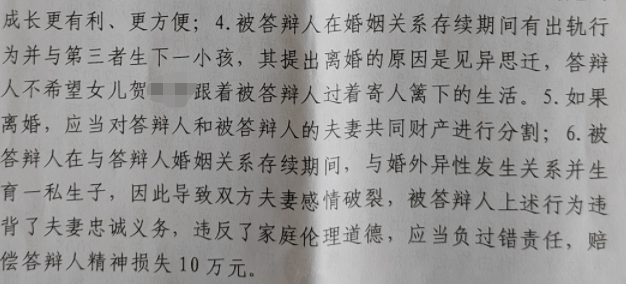 成长更有利、更方便；4.被答辩人在婚姻关系存续期间有出轨行
为并与第三者生下一小孩，其提出离婚的原因是见异思迁，答辩
人不希望女儿贺跟着被答辩人过着寄人篱下的生活。5.如果
离婚，应当对答辩人和被答辩人的夫妻共同财产进行分割；6.被
答辩人在与答辩人婚姻关系存续期间，与婚外异性发生关系并生
育一私生子，因此导致双方夫妻感情破裂，被答辩人上述行为违
背了夫妻忠诚义务，违反了家庭伦理道德，应当负过错责任，赔
偿答辩人精神损失10万元。